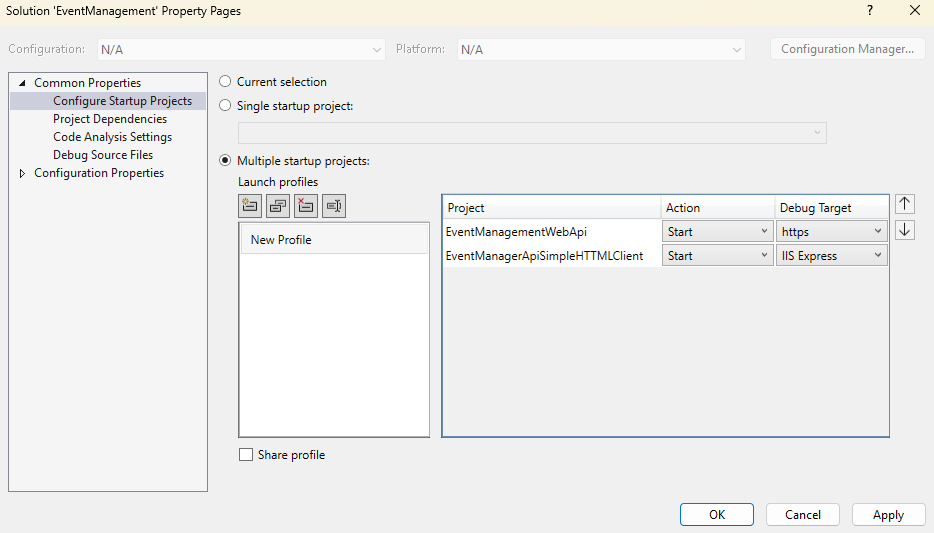 Solution 'EventManagement' Property Pages ?
Configuration: N/A Platform: N/A Configuration Manager...
Common Properties
Configure Startup Projects
Project Dependencies
Code Analysis Settings
Debug Source Files
Configuration Properties
Current selection
Single startup project:
Multiple startup projects:
Launch profiles
New Profile
Project Action Debug Target
EventManagementWebApi Start https
EventManagerApiSimpleHTTMLClient Start IIS Express
Share profile
OK Cancel Apply